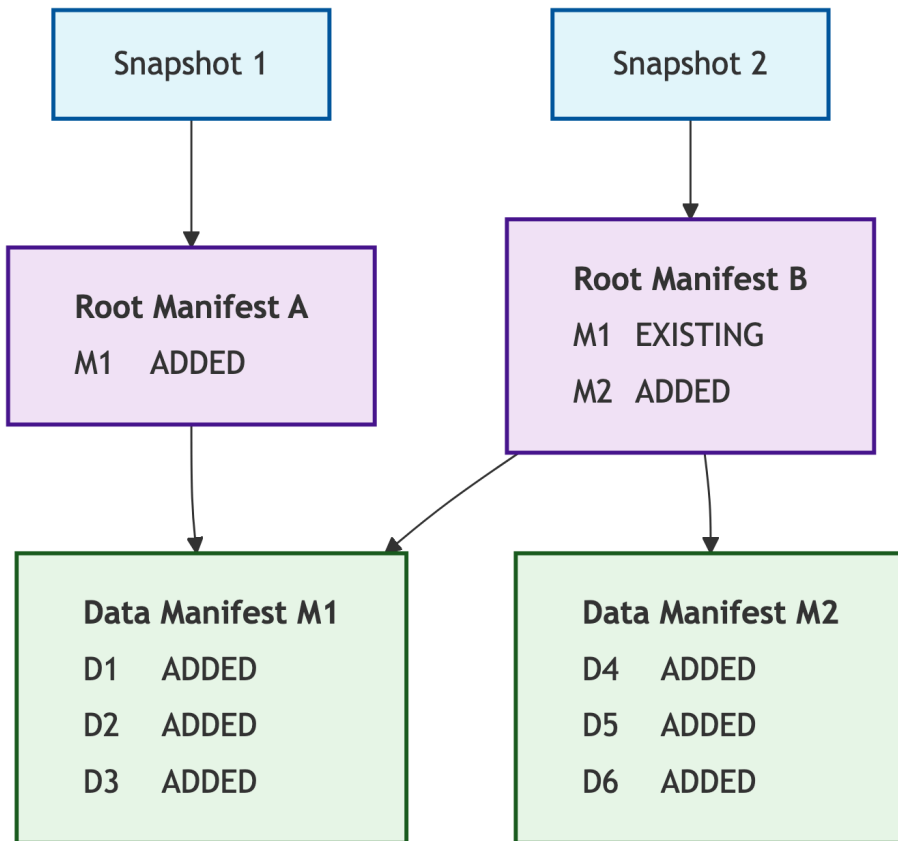 Snapshot 1
Snapshot 2
Root Manifest A
M1 ADDED
Root Manifest B
M1 EXISTING
M2 ADDED
Data Manifest M1
D1 ADDED
D2 ADDED
D3 ADDED
Data Manifest M2
D4 ADDED
D5 ADDED
D6 ADDED